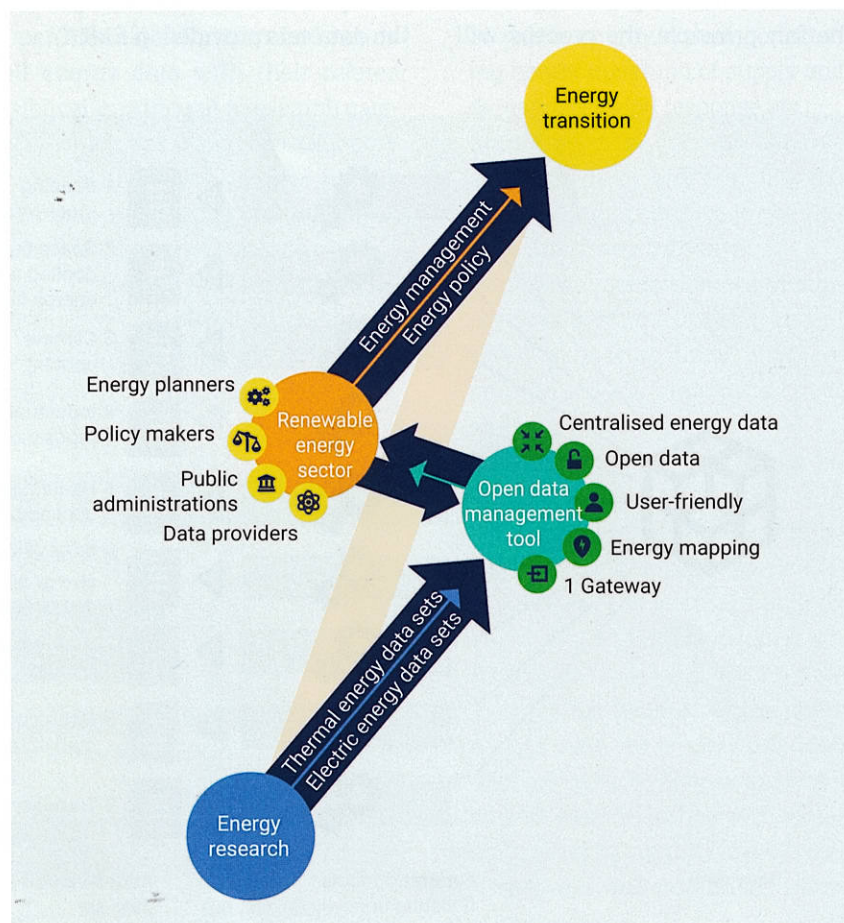 Energy
transition
Energy management
Energy policy
Energy planners
Policy makers
Public
administrations
Data providers
Renewable
energy
sector
Centralised energy data
Open data
User-friendly
Energy mapping
1 Gateway
Open data
management
tool
Thermal energy data sets
Electric energy data sets
Energy
research